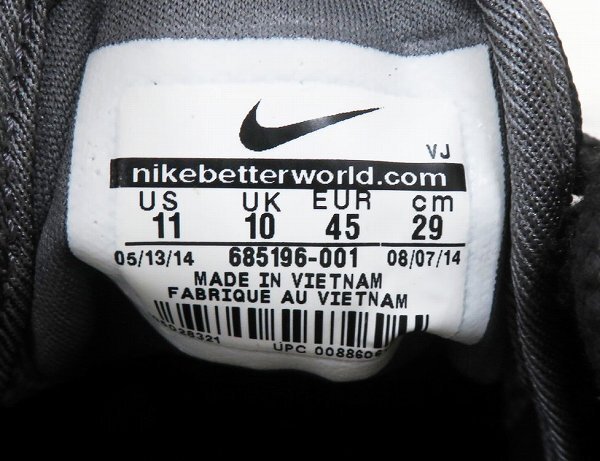 VJ
nikebetterworld.com
US UK EUR cm
11 10 45 29
05/13/14 685196-001 08/07/14
MADE IN VIETNAM
FABRIQUE AU VIETNAM
UPC